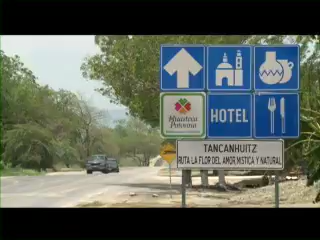 Huasteca
Potosina
HOTEL
TANCANHUITZ
RUTA LA FLOR DEL AMOR MISTICA Y NATURAL